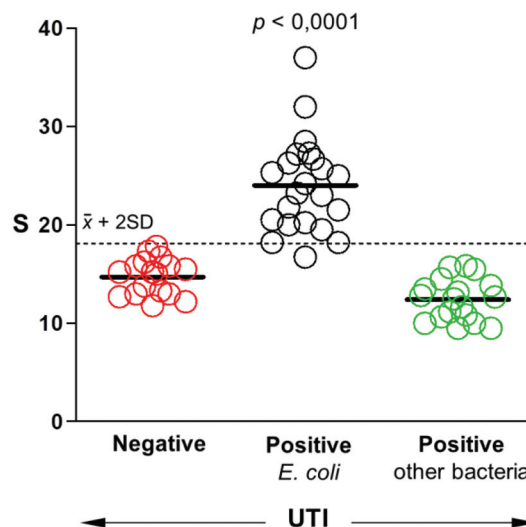 p < 0,0001
40
30
20
10
0
S
x̄ + 2SD
Negative
Positive
E. coli
Positive
other bacteria
UTI